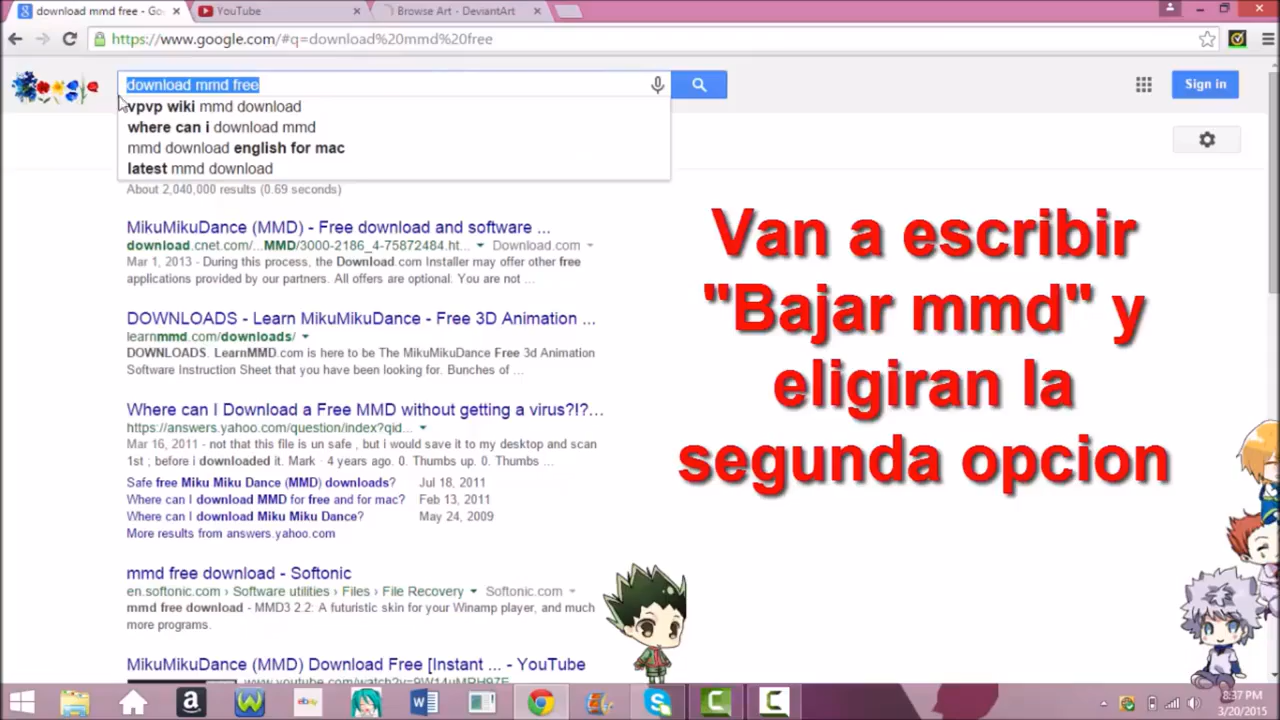 download mmd free - Go
YouTube
Browse Art - DeviantArt
https://www.google.com/#q=download%20mmd%20free
download mmd free
Sign in
vpvp wiki mmd download
where can i download mmd
mmd download english for mac
latest mmd download
About 2,040,000 results (0.69 seconds)
MikuMikuDance (MMD) - Free download and software ...
download.cnet.com/...MMD/3000-2186_4-75872484.ht... Download.com
Mar 1, 2013 - During this process, the Download.com Installer may offer other free
applications provided by our partners. All offers are optional. You are not ...
DOWNLOADS - Learn MikuMikuDance - Free 3D Animation ...
learnmmd.com/downloads/
DOWNLOADS. LearnMMD.com is here to be The MikuMikuDance Free 3d Animation
Software Instruction Sheet that you have been looking for. Bunches of ...
Where can I Download a Free MMD without getting a virus?!?...
https://answers.yahoo.com/question/index?qid...
Mar 16, 2011 - not that this file is un safe , but i would save it to my desktop and scan
1st ; before i downloaded it. Mark · 4 years ago. 0. Thumbs up. 0. Thumbs ...
Safe free Miku Miku Dance (MMD) downloads? Jul 18, 2011
Where can I download MMD for free and for mac? Feb 13, 2011
Where can I download Miku Miku Dance? May 24, 2009
More results from answers.yahoo.com
mmd free download - Softonic
en.softonic.com › Software utilities › Files › File Recovery Softonic.com
mmd free download - MMD3 2.2: A futuristic skin for your Winamp player, and much
more programs.
MikuMikuDance (MMD) Download Free [Instant ... - YouTube
Van a escribir
"Bajar mmd" y
eligiran la
segunda opcion
ebay
8:37 PM
3/20/2015